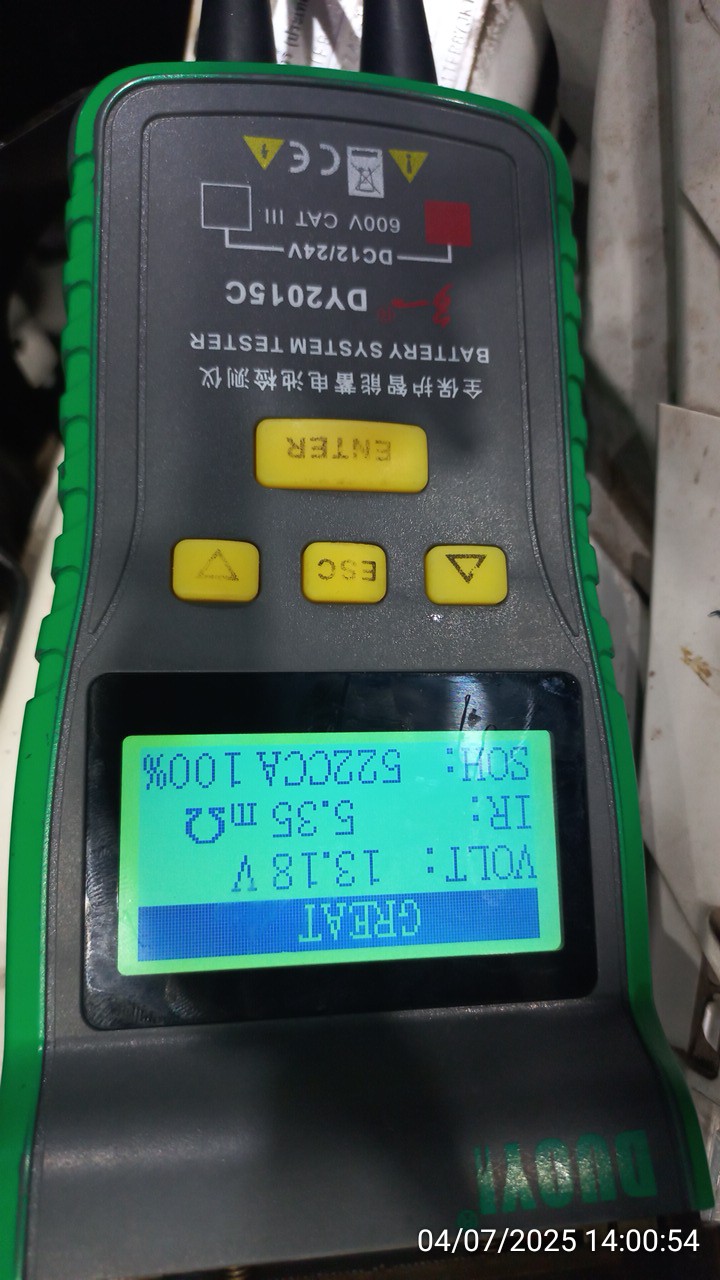 DUOYI®
GREAT
VOLT: 13.18 V
IR: 5.35 mΩ
SOH: 522CCA 100%
ESC
ENTER
全保护智能蓄电池检测仪
BATTERY SYSTEM TESTER
DY2015C
DC12/24V
600V CAT III
CE
04/07/2025 14:00:54